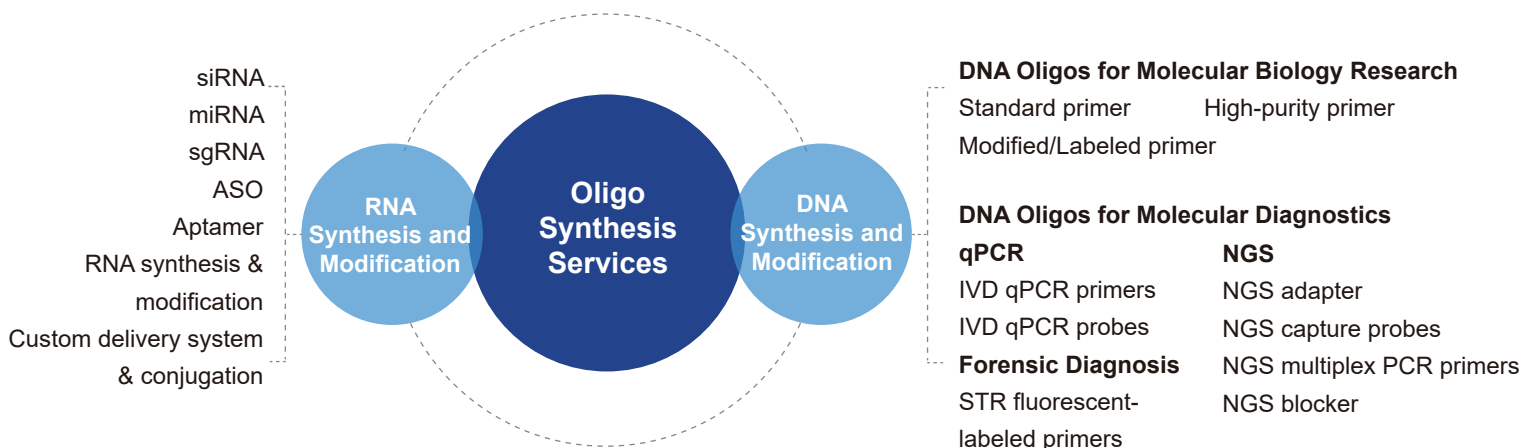 siRNA
miRNA
sgRNA
ASO
Aptamer
RNA synthesis &
modification
Custom delivery system
& conjugation
RNA
Synthesis and
Modification
Oligo
Synthesis
Services
DNA
Synthesis and
Modification
DNA Oligos for Molecular Biology Research
Standard primer High-purity primer
Modified/Labeled primer
DNA Oligos for Molecular Diagnostics
qPCR
IVD qPCR primers
IVD qPCR probes
Forensic Diagnosis
STR fluorescent-
labeled primers
NGS
NGS adapter
NGS capture probes
NGS multiplex PCR primers
NGS blocker